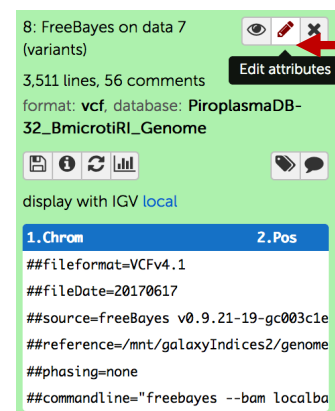 8: FreeBayes on data 7
(variants)
Edit attributes
3,511 lines, 56 comments
format: vcf, database: PiroplasmaDB-
32_BmicrotiRI_Genome
display with IGV local
1.Chrom 2.Pos
##fileformat=VCFv4.1
##fileDate=20170617
##source=freeBayes v0.9.21-19-gc003c1e
##reference=/mnt/galaxyIndices2/genome
##phasing=none
##commandline="freebayes --bam localba